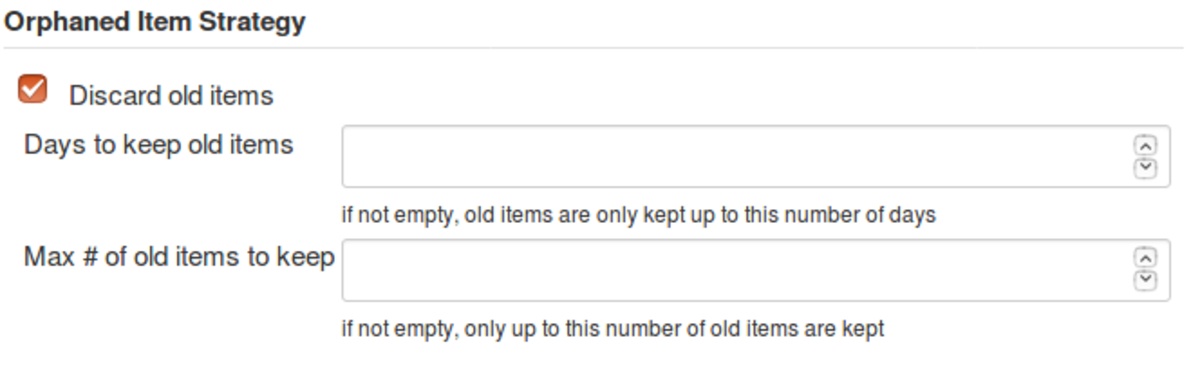 Orphaned Item Strategy
Discard old items
Days to keep old items
if not empty, old items are only kept up to this number of days
Max # of old items to keep
if not empty, only up to this number of old items are kept